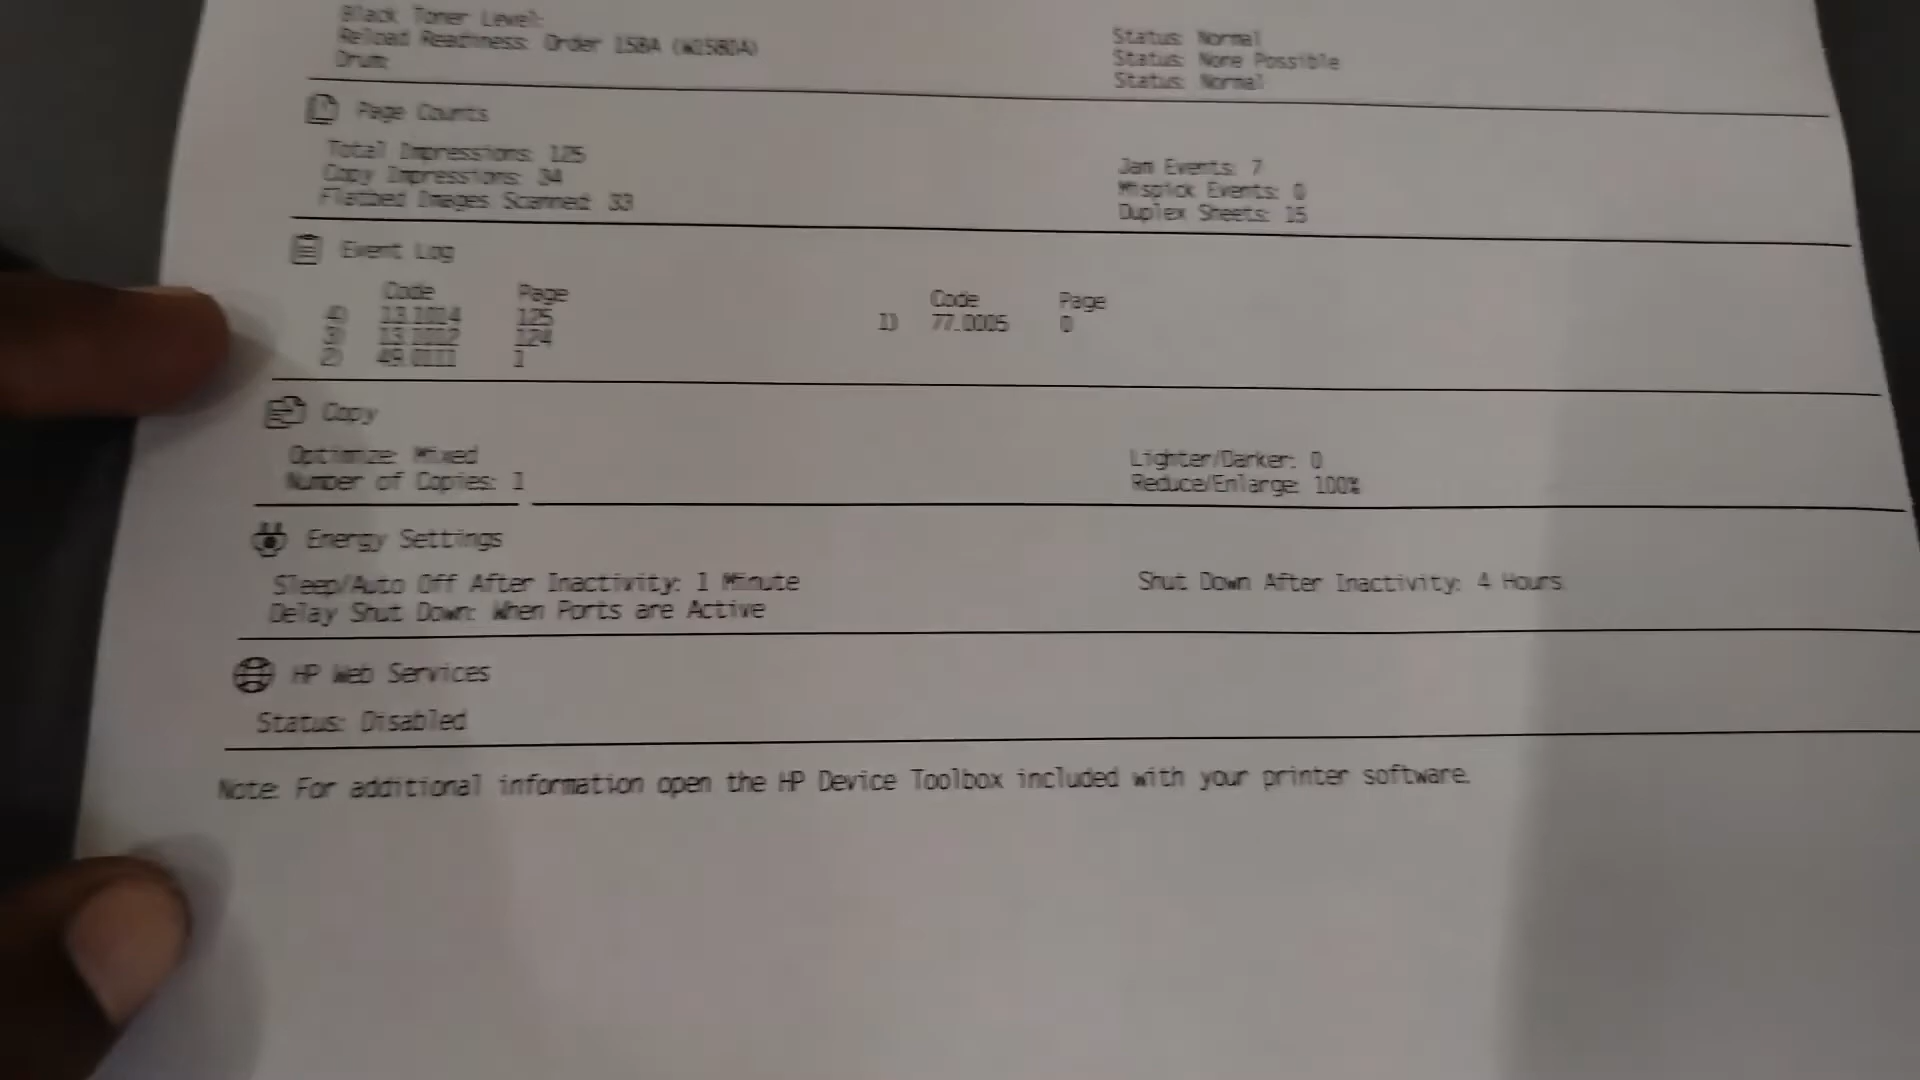 Black Toner Level:
Status: Normal
Reload Readiness: Order 158A (W1580A)
Status: None Possible
Drum:
Status: Normal
Page Counts
Total Impressions: 125
Jam Events: 7
Copy Impressions: 34
Mispick Events: 0
Flatbed Images Scanned: 33
Duplex Sheets: 15
Event Log
Code Page
Code Page
4) 13.1014 125
1) 77.0005 0
3) 13.1012 124
2) 49.0111 1
Copy
Optimize: Mixed
Lighter/Darker: 0
Number of Copies: 1
Reduce/Enlarge: 100%
Energy Settings
Sleep/Auto Off After Inactivity: 1 Minute
Shut Down After Inactivity: 4 Hours
Delay Shut Down: When Ports are Active
HP Web Services
Status: Disabled
Note: For additional information open the HP Device Toolbox included with your printer software.